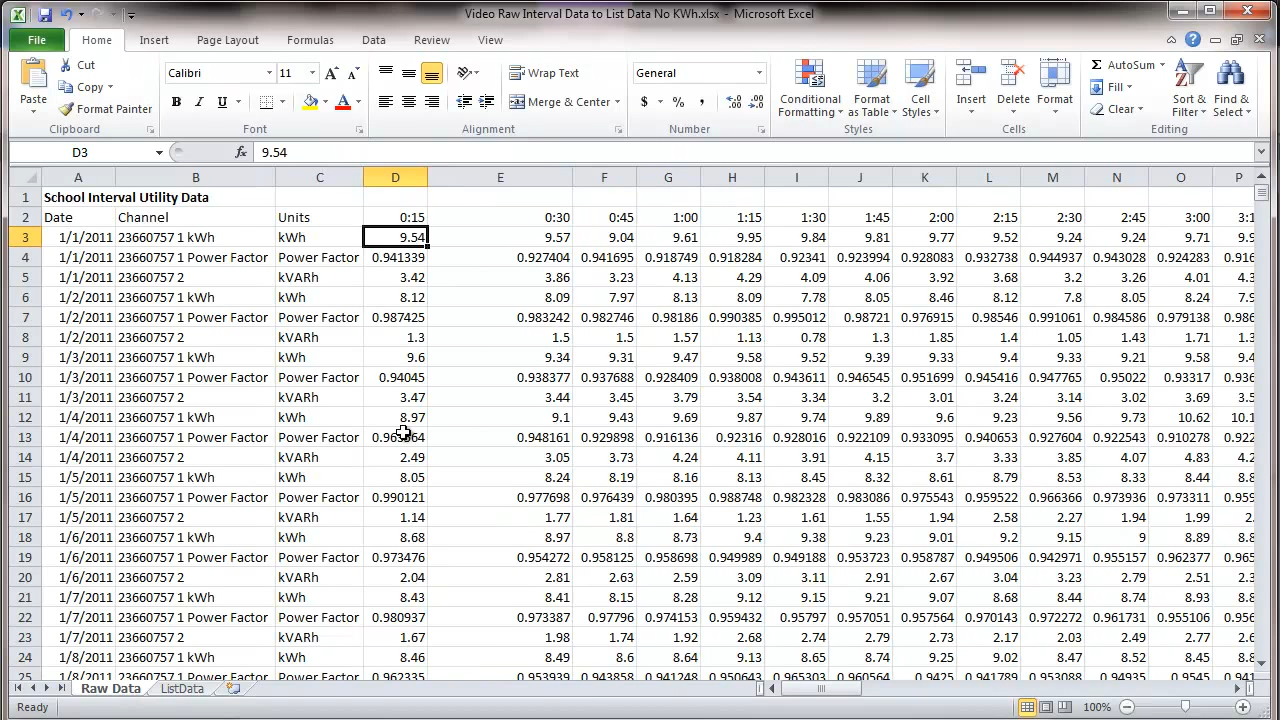 Video Raw Interval Data to List Data No KWh.xlsx - Microsoft Excel
File Home Insert Page Layout Formulas Data Review View
Paste Cut Copy Format Painter Clipboard
Calibri 11 B I U A A A Font
Wrap Text Merge & Center Alignment
General $ % , Number
Conditional Formatting Format as Table Cell Styles Styles
Insert Delete Format Cells
AutoSum Fill Clear Sort & Filter Find & Select Editing
D3 fx 9.54
A B C D E F G H I J K L M N O P
1 School Interval Utility Data
2 Date Channel Units 0:15 0:30 0:45 1:00 1:15 1:30 1:45 2:00 2:15 2:30 2:45 3:00 3:1
3 1/1/2011 23660757 1 kWh kWh 9.54 9.57 9.04 9.61 9.95 9.84 9.81 9.77 9.52 9.24 9.24 9.71 9.9
4 1/1/2011 23660757 1 Power Factor Power Factor 0.941339 0.927404 0.941695 0.918749 0.918284 0.92341 0.923994 0.928083 0.932738 0.944937 0.943028 0.924283 0.916
5 1/1/2011 23660757 2 kVARh 3.42 3.86 3.23 4.13 4.29 4.09 4.06 3.92 3.68 3.2 3.26 4.01 4.3
6 1/2/2011 23660757 1 kWh kWh 8.12 8.09 7.97 8.13 8.09 7.78 8.05 8.46 8.12 7.8 8.05 8.24 7.9
7 1/2/2011 23660757 1 Power Factor Power Factor 0.987425 0.983242 0.982746 0.98186 0.990385 0.995012 0.98721 0.976915 0.98546 0.991061 0.984586 0.979138 0.986
8 1/2/2011 23660757 2 kVARh 1.3 1.5 1.5 1.57 1.13 0.78 1.3 1.85 1.4 1.05 1.43 1.71 1.3
9 1/3/2011 23660757 1 kWh kWh 9.6 9.34 9.31 9.47 9.58 9.52 9.39 9.33 9.4 9.33 9.21 9.58 9.4
10 1/3/2011 23660757 1 Power Factor Power Factor 0.94045 0.938377 0.937688 0.928045 0.938008 0.943611 0.946545 0.951699 0.945416 0.947765 0.95022 0.93317 0.936
11 1/3/2011 23660757 2 kVARh 3.47 3.44 3.45 3.79 3.54 3.34 3.2 3.01 3.24 3.14 3.02 3.69 3.5
12 1/4/2011 23660757 1 kWh kWh 8.97 9.1 9.43 9.69 9.87 9.74 9.89 9.6 9.23 9.56 9.73 10.62 10.1
13 1/4/2011 23660757 1 Power Factor Power Factor 0.948161 0.929898 0.916136 0.92316 0.928016 0.922109 0.933095 0.940653 0.927604 0.922543 0.910278 0.922
14 1/4/2011 23660757 2 kVARh 2.49 3.05 3.73 4.24 4.11 3.91 4.15 3.7 3.33 3.85 4.07 4.83 4.2
15 1/5/2011 23660757 1 kWh kWh 8.05 8.24 8.19 8.16 8.13 8.45 8.32 8.61 8.79 8.53 8.33 8.44 8.8
16 1/5/2011 23660757 1 Power Factor Power Factor 0.990121 0.977698 0.976439 0.980395 0.988748 0.982328 0.983086 0.975543 0.959522 0.966366 0.973936 0.973311 0.959
17 1/5/2011 23660757 2 kVARh 1.14 1.77 1.81 1.64 1.23 1.61 1.55 1.94 2.58 2.27 1.94 1.99 2.
18 1/6/2011 23660757 1 kWh kWh 8.68 8.97 8.8 8.73 9.4 9.38 9.23 9.01 9.2 9.15 9 8.89 8.8
19 1/6/2011 23660757 1 Power Factor Power Factor 0.973476 0.954272 0.958125 0.958698 0.949989 0.949188 0.953723 0.958787 0.949506 0.942971 0.955157 0.962377 0.965
20 1/6/2011 23660757 2 kVARh 2.04 2.81 2.63 2.59 3.09 3.11 2.91 2.67 3.04 3.23 2.79 2.51 2.3
21 1/7/2011 23660757 1 kWh kWh 8.43 8.41 8.15 8.28 9.12 9.15 9.21 9.07 8.68 8.44 8.74 8.93 8.8
22 1/7/2011 23660757 1 Power Factor Power Factor 0.980937 0.973387 0.97796 0.959432 0.95797 0.957051 0.957964 0.970143 0.972272 0.961731 0.955106 0.956
23 1/7/2011 23660757 2 kVARh 1.67 1.98 1.74 1.92 2.68 2.74 2.79 2.73 2.17 2.03 2.49 2.77 2.6
24 1/8/2011 23660757 1 kWh kWh 8.46 8.49 8.6 8.64 9.13 8.65 8.74 9.25 9.02 8.47 8.52 8.45 8.4
25 1/8/2011 23660757 1 Power Factor Power Factor 0.962335
Raw Data ListData
Ready 100%